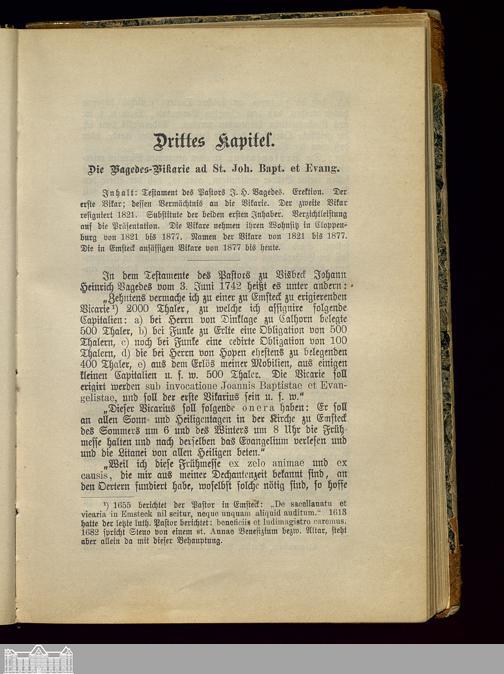 Drittes Kapitel.
Die Vagedes-Vikarie ad St. Joh. Bapt. et Evang.
Inhalt: Testament des Pastors J. H. Vagedes. Erektion. Der
erste Vikar; dessen Vermächtnis an die Vikarie. Der zweite Vikar
resigniert 1821. Substitute der beiden ersten Inhaber. Verzichtleistung
auf die Präsentation. Die Vikare nehmen ihren Wohnsitz in Cloppen-
burg von 1821 bis 1877. Namen der Vikare von 1821 bis 1877.
Die in Emsteck ansässigen Vikare von 1877 bis heute.
In dem Testamente des Pastors zu Visbeck Johann
Heinrich Vagedes vom 3. Juni 1742 heißt es unter andern:
„Zehntens vermache ich zu einer zu Emsteck zu erigierenden
Vicarie¹) 2000 Thaler, zu welche ich assignire folgende
Capitalien: a) bei Herrn von Dincklage zu Calhorn belegte
500 Thaler, b) bei Funke zu Erlte eine Obligation von 500
Thalern, c) noch bei Funke eine cedirte Obligation von 100
Thalern, d) die bei Herrn von Hopen ehestens zu belegenden
400 Thaler, e) aus dem Erlös meiner Mobilien, aus einigen
kleinen Capitalien u. s. w. 500 Thaler. Die Vicarie soll
erigirt werden sub invocatione Joannis Baptistae et Evan-
gelistae, und soll der erste Vikarius sein u. s. w."
„Dieser Vicarius soll folgende onera haben: Er soll
an allen Sonn- und Heiligentagen in der Kirche zu Emsteck
des Sommers um 6 und des Winters um 8 Uhr die Früh-
messe halten und nach derselben das Evangelium verlesen und
und die Litanei von allen Heiligen beten."
„Weil ich diese Frühmesse ex zelo animae und ex
causis, die mir aus meiner Dechantenzeit bekannt sind, an
den Oertern fundiert habe, woselbst solche nötig sind, so hoffe
¹) 1655 berichtet der Pastor in Emsteck: „De sacellanatu et
vicaria in Emsteck nil scitur, neque unquam aliquid auditum." 1613
hatte der letzte luth. Pastor berichtet: beneficiis et ludimagistro caremus.
1682 spricht Steno von einem st. Annae Benefizium bezw. Altar, steht
aber allein da mit dieser Behauptung.